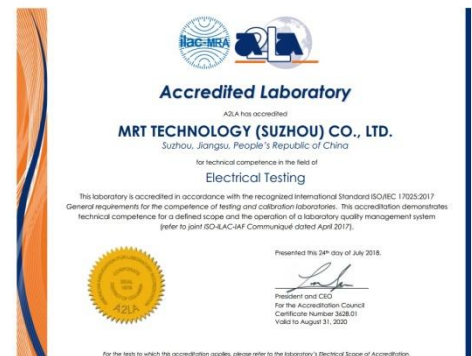 ilac-MRA
A2LA
Accredited Laboratory
A2LA has accredited
MRT TECHNOLOGY (SUZHOU) CO., LTD.
Suzhou, Jiangsu, People's Republic of China
for technical competence in the field of
Electrical Testing
This laboratory is accredited in accordance with the recognized International Standard ISO/IEC 17025:2017
General requirements for the competence of testing and calibration laboratories. This accreditation demonstrates
technical competence for a defined scope and the operation of a laboratory quality management system
(refer to joint ISO-ILAC-IAF Communiqué dated April 2017).
Presented this 24th day of July 2018.
President and CEO
For the Accreditation Council
Certificate Number 3628.01
Valid to August 31, 2020
CORPORATE
SEAL
1978
A2LA
For the tests to which this accreditation applies, please refer to the laboratory's Electrical Scope of Accreditation.